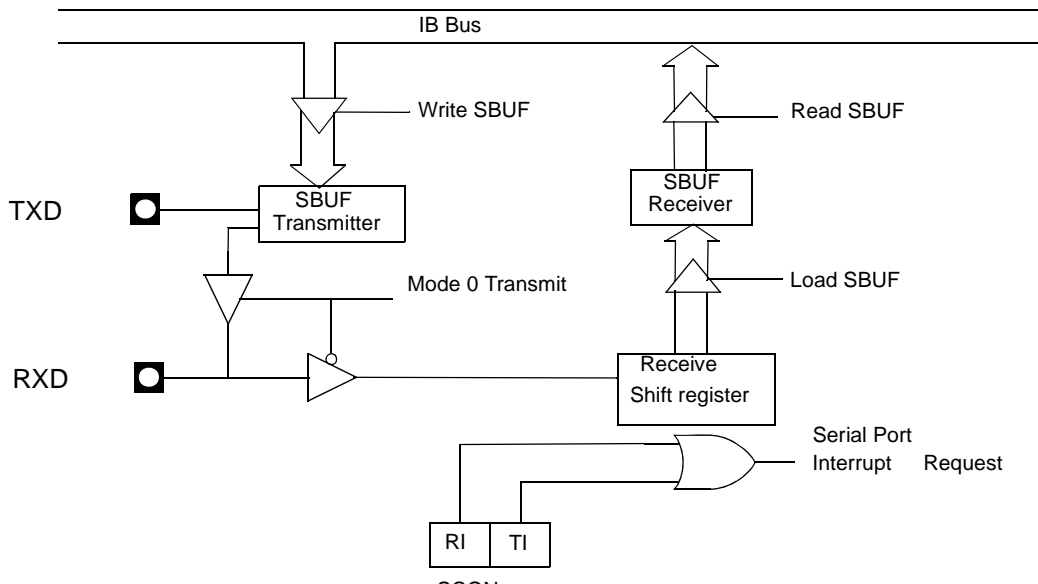 IB Bus
Write SBUF
Read SBUF
SBUF
Transmitter
SBUF
Receiver
TXD
Mode 0 Transmit
Load SBUF
RXD
Receive
Shift register
Serial Port
Interrupt Request
RI
TI